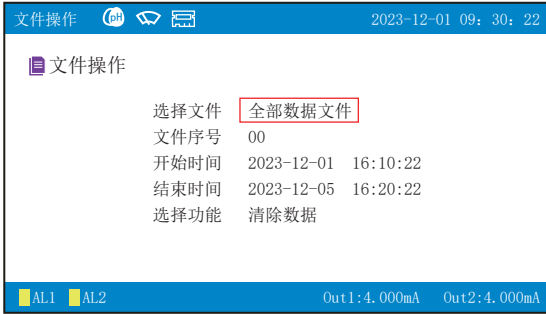 文件操作 pH 2023-12-01 09：30：22
文件操作
选择文件 全部数据文件
文件序号 00
开始时间 2023-12-01 16:10:22
结束时间 2023-12-05 16:20:22
选择功能 清除数据
AL1 AL2 Out1:4.000mA Out2:4.000mA